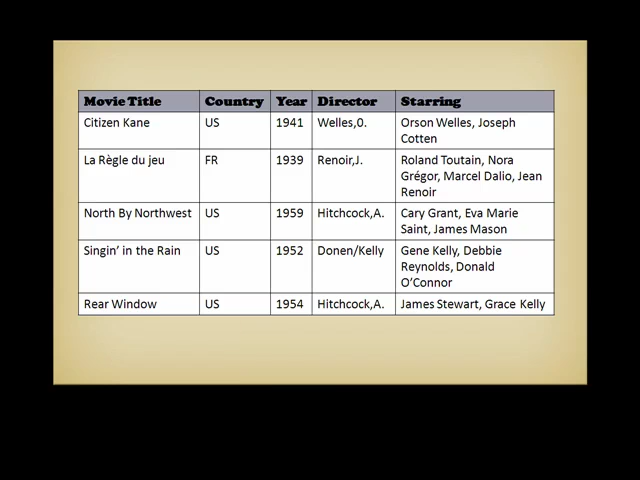 Movie Title Country Year Director Starring
Citizen Kane US 1941 Welles,O. Orson Welles, Joseph
Cotten
La Règle du jeu FR 1939 Renoir,J. Roland Toutain, Nora
Grégor, Marcel Dalio, Jean
Renoir
North By Northwest US 1959 Hitchcock,A. Cary Grant, Eva Marie
Saint, James Mason
Singin’ in the Rain US 1952 Donen/Kelly Gene Kelly, Debbie
Reynolds, Donald
O’Connor
Rear Window US 1954 Hitchcock,A. James Stewart, Grace Kelly